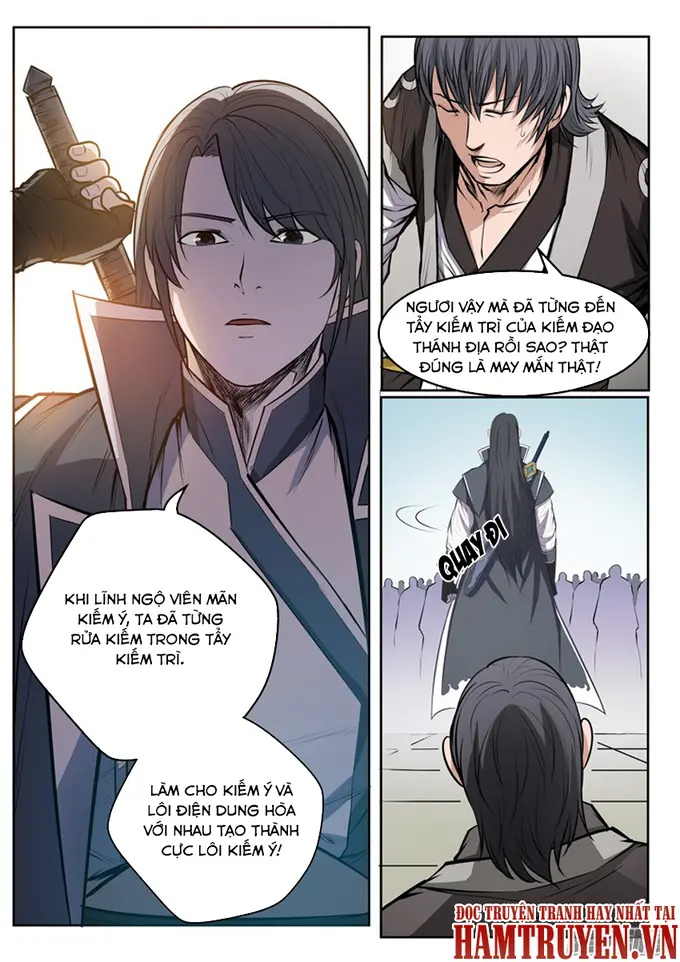 KHI LĨNH NGỘ VIÊN MÃN
KIẾM Ý, TA ĐÃ TỪNG
RỬA KIẾM TRONG TẨY
KIẾM TRÌ.
LÀM CHO KIẾM Ý VÀ
LÔI ĐIỆN DUNG HÒA
VỚI NHAU TẠO THÀNH
CỰC LÔI KIẾM Ý!
NGƯƠI VẬY MÀ ĐÃ TỪNG ĐẾN
TẨY KIẾM TRÌ CỦA KIẾM ĐẠO
THÁNH ĐỊA RỒI SAO? THẬT
ĐÚNG LÀ MAY MẮN THẬT!
QUAY ĐI
ĐỌC TRUYỆN TRANH HAY NHẤT TẠI
HAMTRUYEN.VN